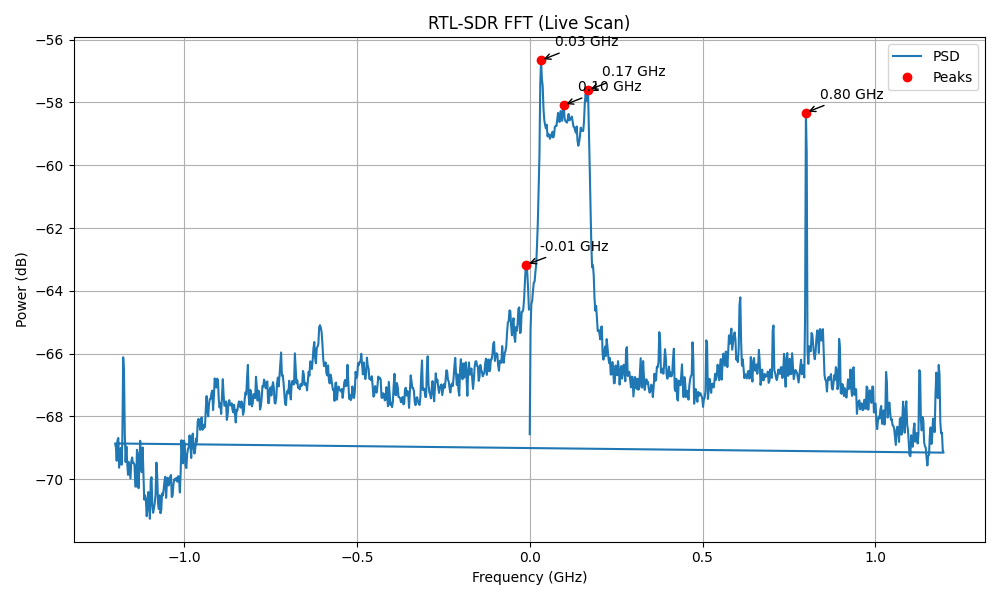 RTL-SDR FFT (Live Scan)
−56
−58
−60
−62
−64
−66
−68
−70
Power (dB)
0.03 GHz
0.17 GHz
0.10 GHz
0.80 GHz
-0.01 GHz
PSD
Peaks
−1.0
−0.5
0.0
0.5
1.0
Frequency (GHz)